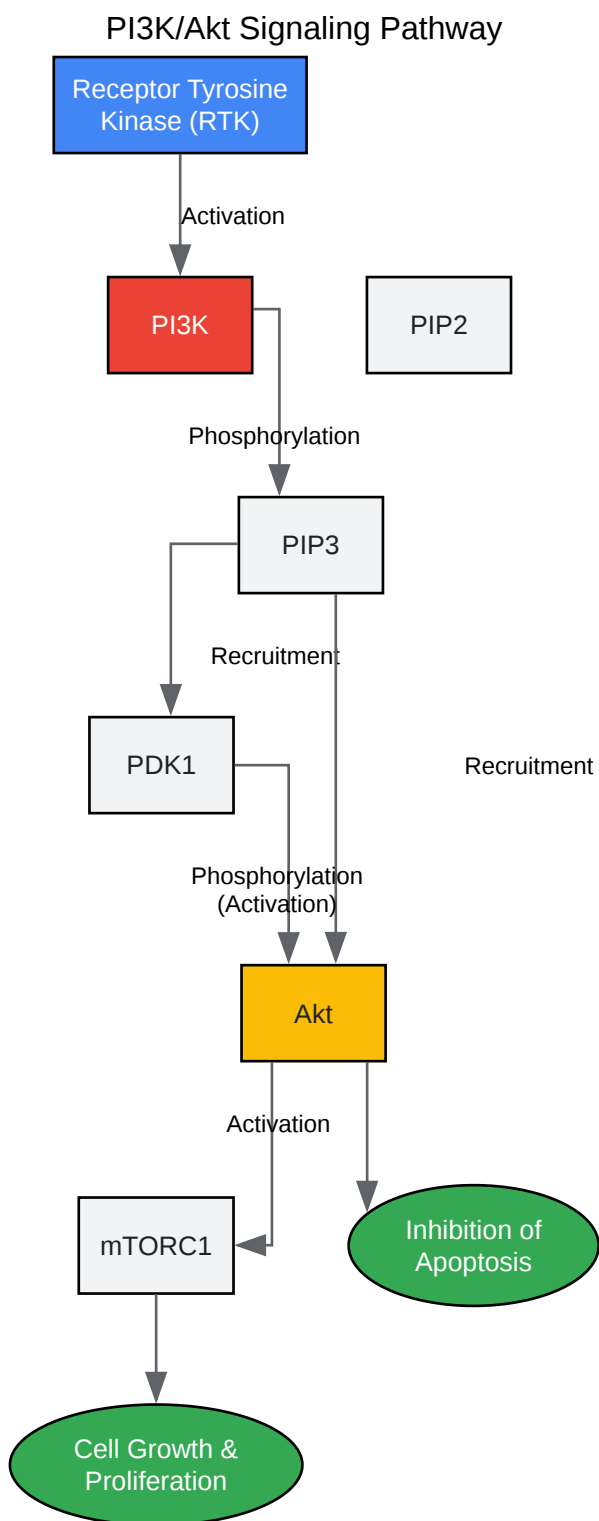 PI3K/Akt Signaling Pathway
Receptor Tyrosine
Kinase (RTK)
Activation
PI3K
PIP2
Phosphorylation
PIP3
Recruitment
PDK1
Recruitment
Phosphorylation
(Activation)
Akt
Activation
mTORC1
Inhibition of
Apoptosis
Cell Growth &
Proliferation